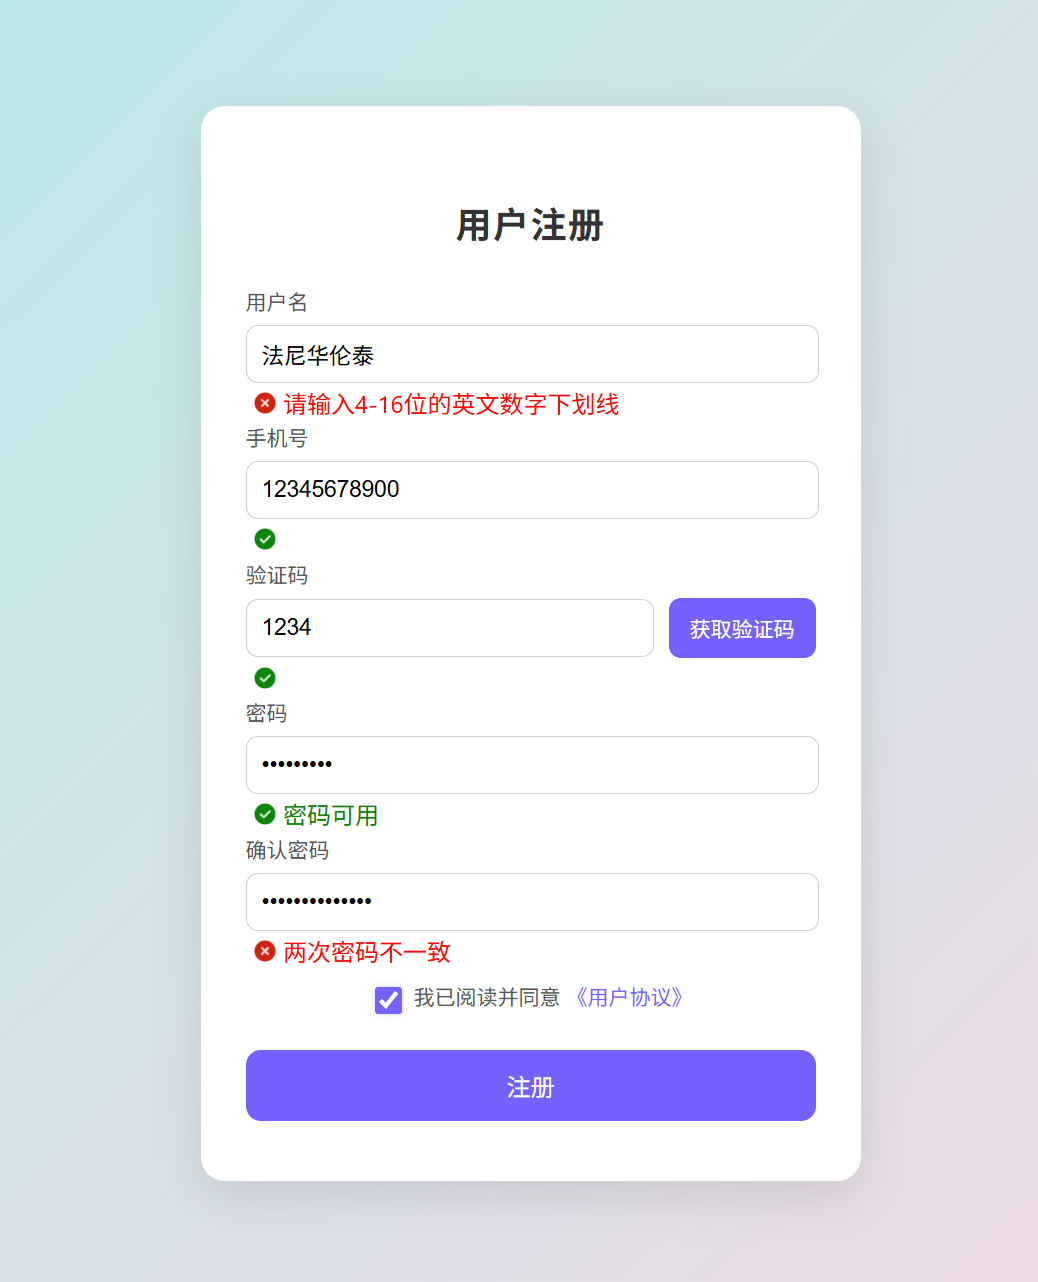 用户注册
用户名
法尼华伦泰
请输入4-16位的英文数字下划线
手机号
12345678900
验证码
1234
获取验证码
密码
•••••••••
密码可用
确认密码
••••••••••••••
两次密码不一致
我已阅读并同意 《用户协议》
注册